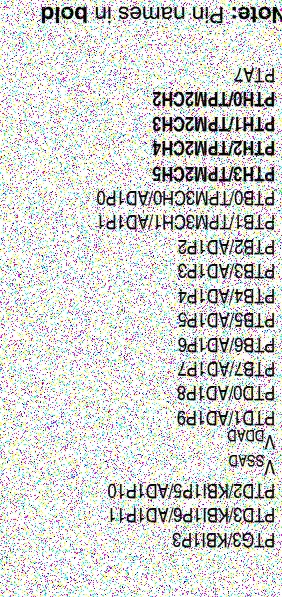 PTG3/KBI1P3
PTD3/KBI1P6/AD1P11
PTD2/KBI1P5/AD1P10
VSSAD
VDDAD
PTD1/AD1P9
PTD0/AD1P8
PTB7/AD1P7
PTB6/AD1P6
PTB5/AD1P5
PTB4/AD1P4
PTB3/AD1P3
PTB2/AD1P2
PTB1/TPM3CH1/AD1P1
PTB0/TPM3CH0/AD1P0
PTH3/TPM2CH5
PTH2/TPM2CH4
PTH1/TPM2CH3
PTH0/TPM2CH2
PTA7
Note: Pin names in bold